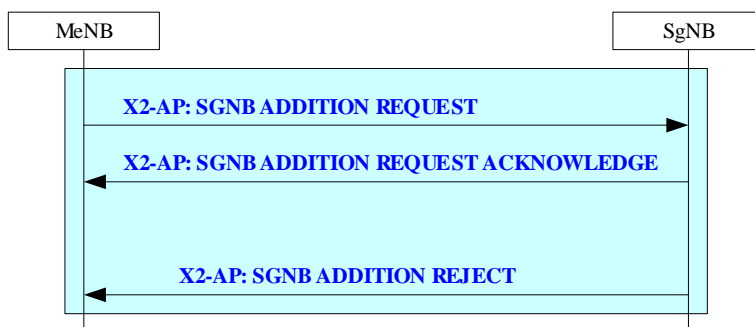 MeNB
SgNB
X2-AP: SGNB ADDITION REQUEST
X2-AP: SGNB ADDITION REQUEST ACKNOWLEDGE
X2-AP: SGNB ADDITION REJECT